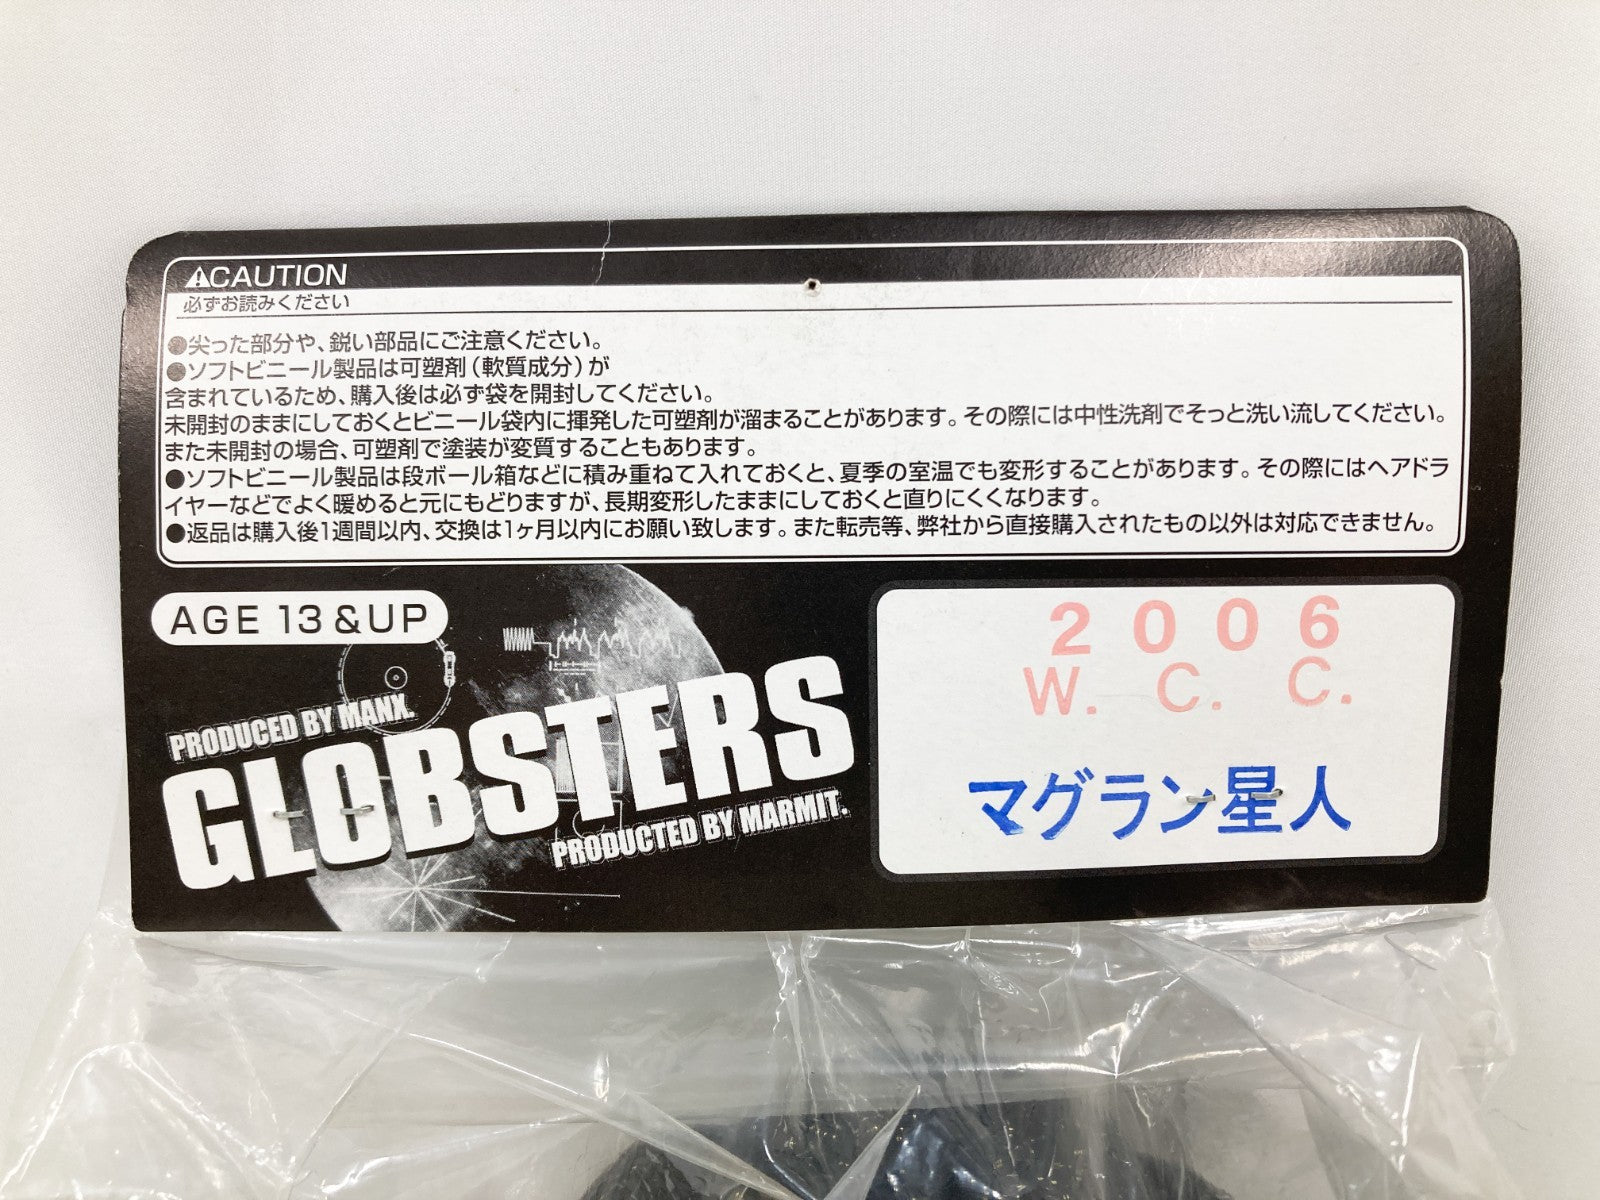 ⚠CAUTION
必ずお読みください
●尖った部分や、鋭い部品にご注意ください。
●ソフトビニール製品は可塑剤（軟質成分）が
含まれているため、購入後は必ず袋を開封してください。
未開封のままにしておくとビニール袋内に揮発した可塑剤が溜まることがあります。その際には中性洗剤でそっと洗い流してください。
また未開封の場合、可塑剤で塗装が変質することもあります。
●ソフトビニール製品は段ボール箱などに積み重ねて入れておくと、夏季の室温でも変形することがあります。その際にはヘアドラ
イヤーなどでよく暖めると元にもどりますが、長期変形したままにしておくと直りにくくなります。
●返品は購入後1週間以内、交換は1ヶ月以内にお願い致します。また転売等、弊社から直接購入されたもの以外は対応できません。
AGE 13 & UP
PRODUCED BY MANX.
GLOBSTERS
PRODUCTED BY MARMIT.
2006
W. C. C.
マグラン星人